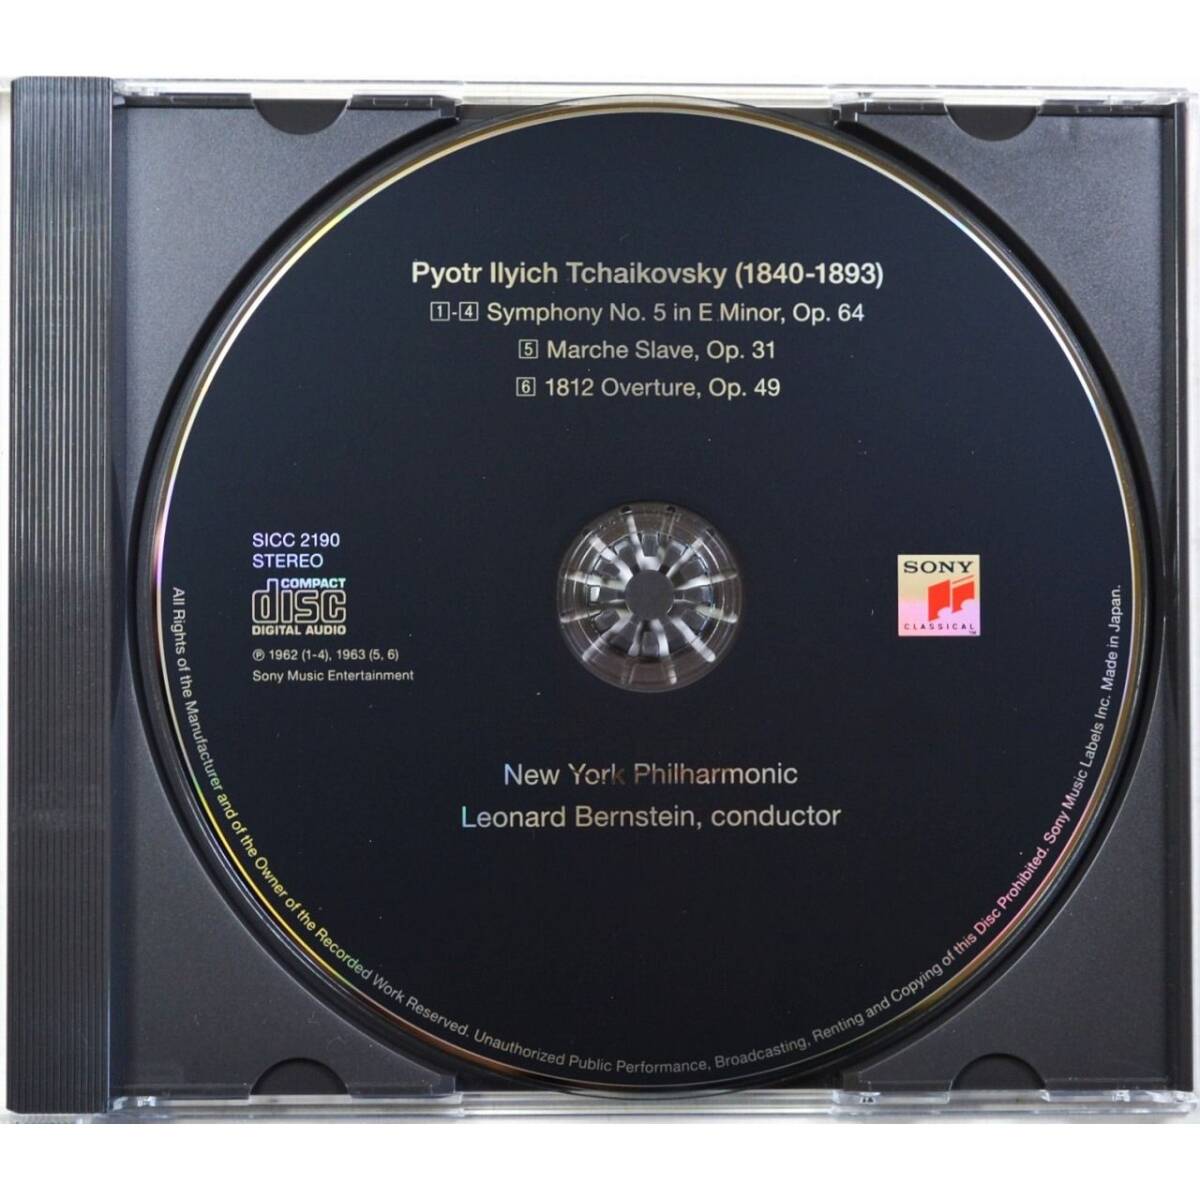 Pyotr Ilyich Tchaikovsky (1840-1893)
1-4 Symphony No. 5 in E Minor, Op. 64
5 Marche Slave, Op. 31
6 1812 Overture, Op. 49
SICC 2190
STEREO
COMPACT
disc
DIGITAL AUDIO
℗ 1962 (1-4), 1963 (5, 6)
Sony Music Entertainment
SONY
CLASSICAL
™
New York Philharmonic
Leonard Bernstein, conductor
All Rights of the Manufacturer and of the Owner of the Recorded Work Reserved. Unauthorized Public Performance, Broadcasting, Renting and Copying of this Disc Prohibited. Sony Music Labels Inc. Made in Japan.